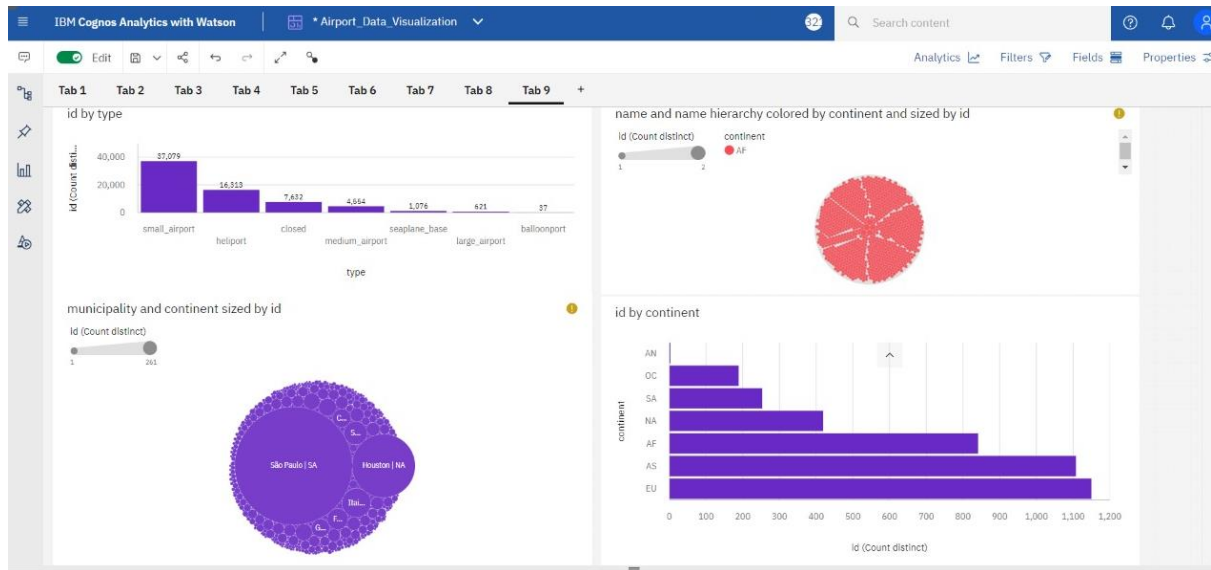 IBM Cognos Analytics with Watson
* Airport_Data_Visualization
Search content
Edit
Analytics
Filters
Fields
Properties
Tab 1 Tab 2 Tab 3 Tab 4 Tab 5 Tab 6 Tab 7 Tab 8 Tab 9 +
id by type
id (Count disti...
40,000
20,000
0
37,079
16,313
7,632
1,076
621
37
small_airport
heliport
closed
medium_airport
seaplane_base
large_airport
balloonport
type
name and name hierarchy colored by continent and sized by id
id (Count distinct)
1 2
continent
AF
municipality and continent sized by id
id (Count distinct)
1 261
C...
S...
São Paulo | SA
Houston | NA
Itai...
F...
G...
id by continent
continent
AN
OC
SA
NA
AF
AS
EU
0 100 200 300 400 500 600 700 800 900 1,000 1,100 1,200
id (Count distinct)